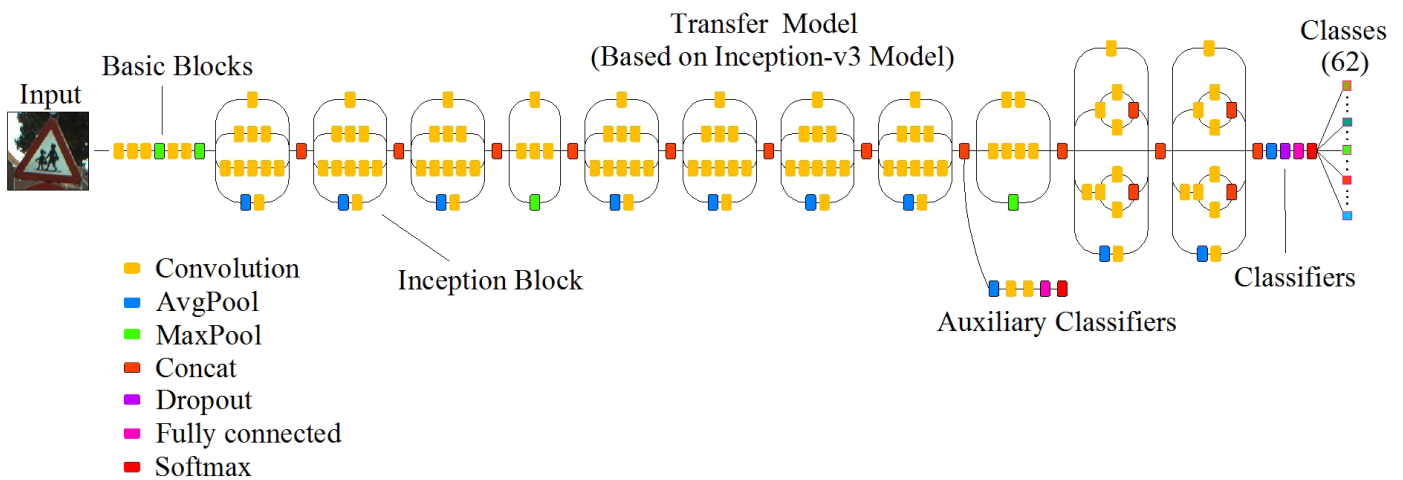 Transfer Model
(Based on Inception-v3 Model)
Classes
(62)
Basic Blocks
Input
Inception Block
Classifiers
Auxiliary Classifiers
Convolution
AvgPool
MaxPool
Concat
Dropout
Fully connected
Softmax